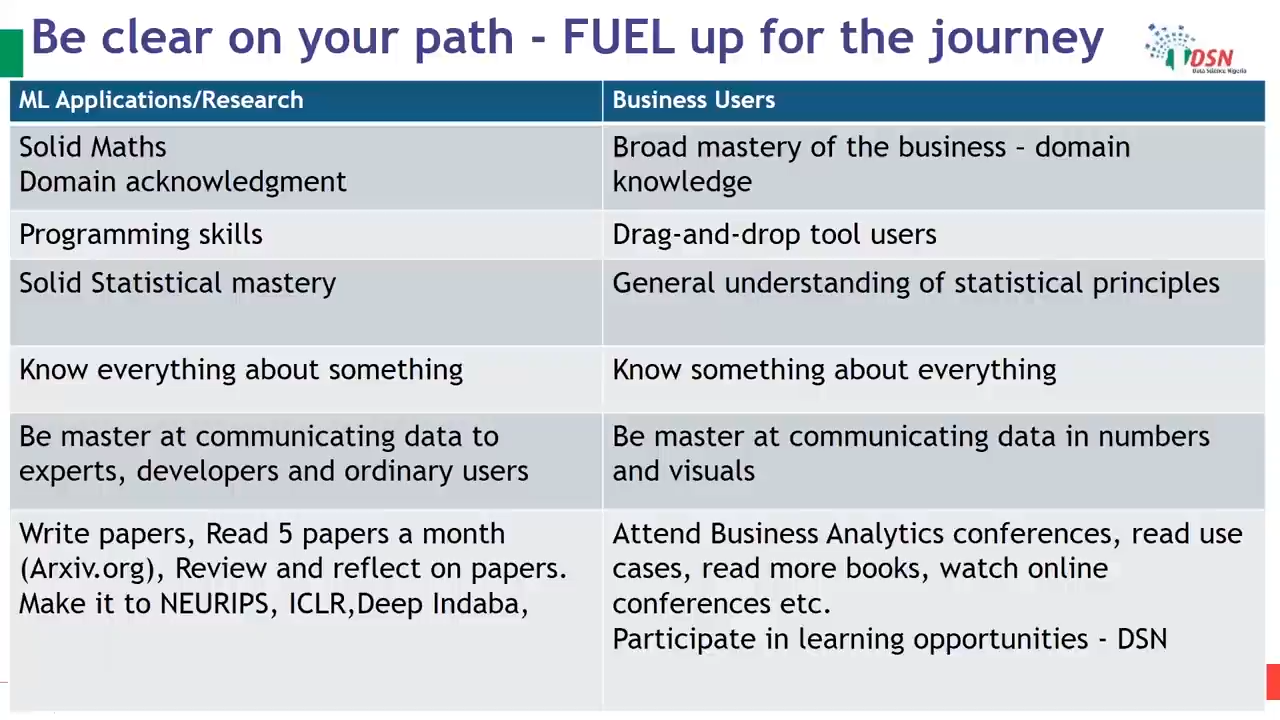 Be clear on your path - FUEL up for the journey
DSN
Data Science Nigeria
ML Applications/Research
Business Users
Solid Maths
Domain acknowledgment
Broad mastery of the business – domain
knowledge
Programming skills
Drag-and-drop tool users
Solid Statistical mastery
General understanding of statistical principles
Know everything about something
Know something about everything
Be master at communicating data to
experts, developers and ordinary users
Be master at communicating data in numbers
and visuals
Write papers, Read 5 papers a month
(Arxiv.org), Review and reflect on papers.
Make it to NEURIPS, ICLR,Deep Indaba,
Attend Business Analytics conferences, read use
cases, read more books, watch online
conferences etc.
Participate in learning opportunities - DSN